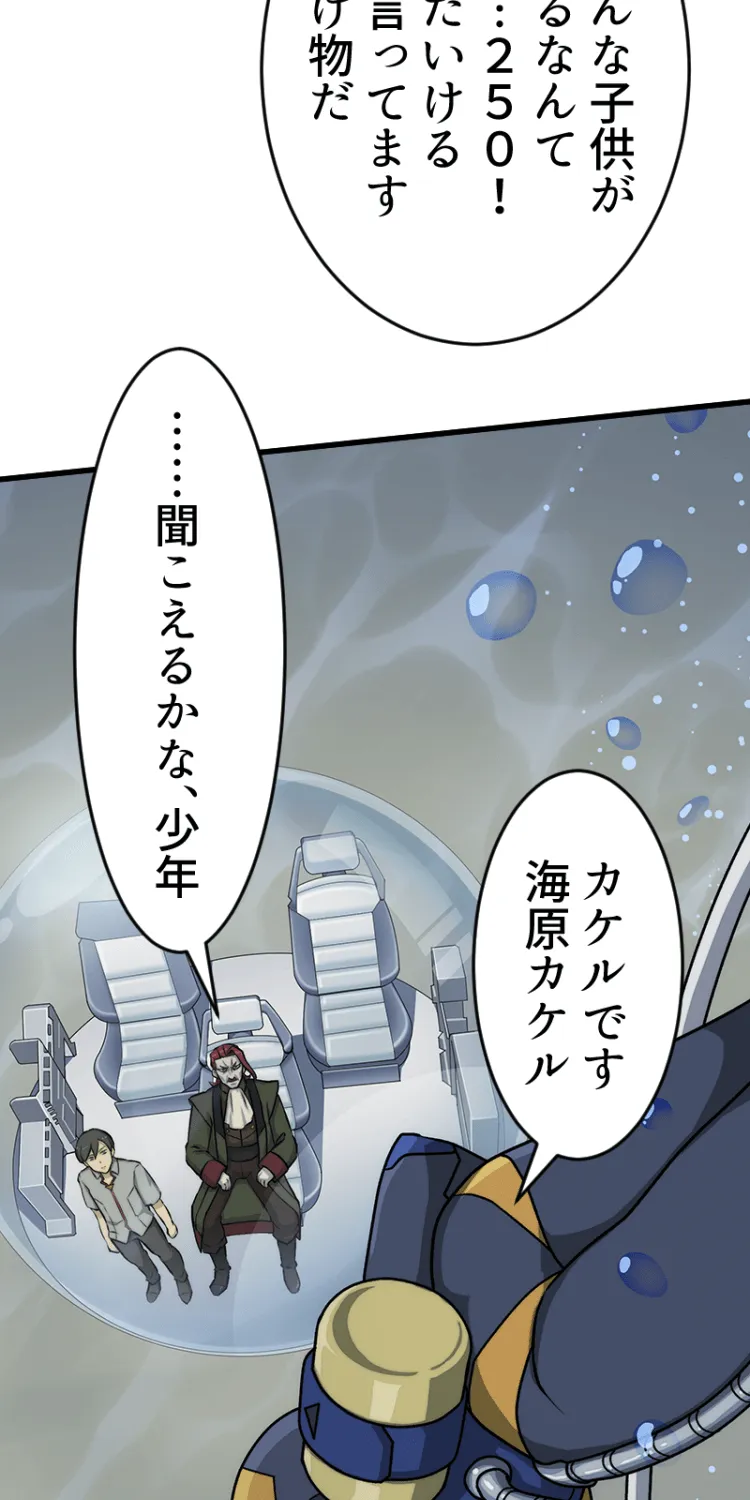 んな子供が
るなんて
…250!
たいける
言ってます
け物だ
……聞こえるかな、少年
カケルです
海原カケル